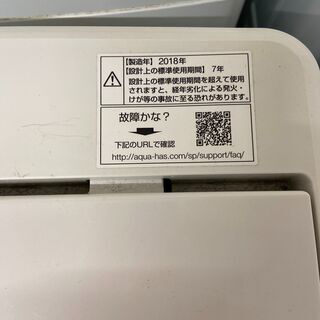 【製造年】2018年
【設計上の標準使用期間】 7年
設計上の標準使用期間を超えて使用
されますと、経年劣化による発火・
けが等の事故に至る恐れがあります。
故障かな？
下記のURLで確認
http://aqua-has.com/sp/support/faq/